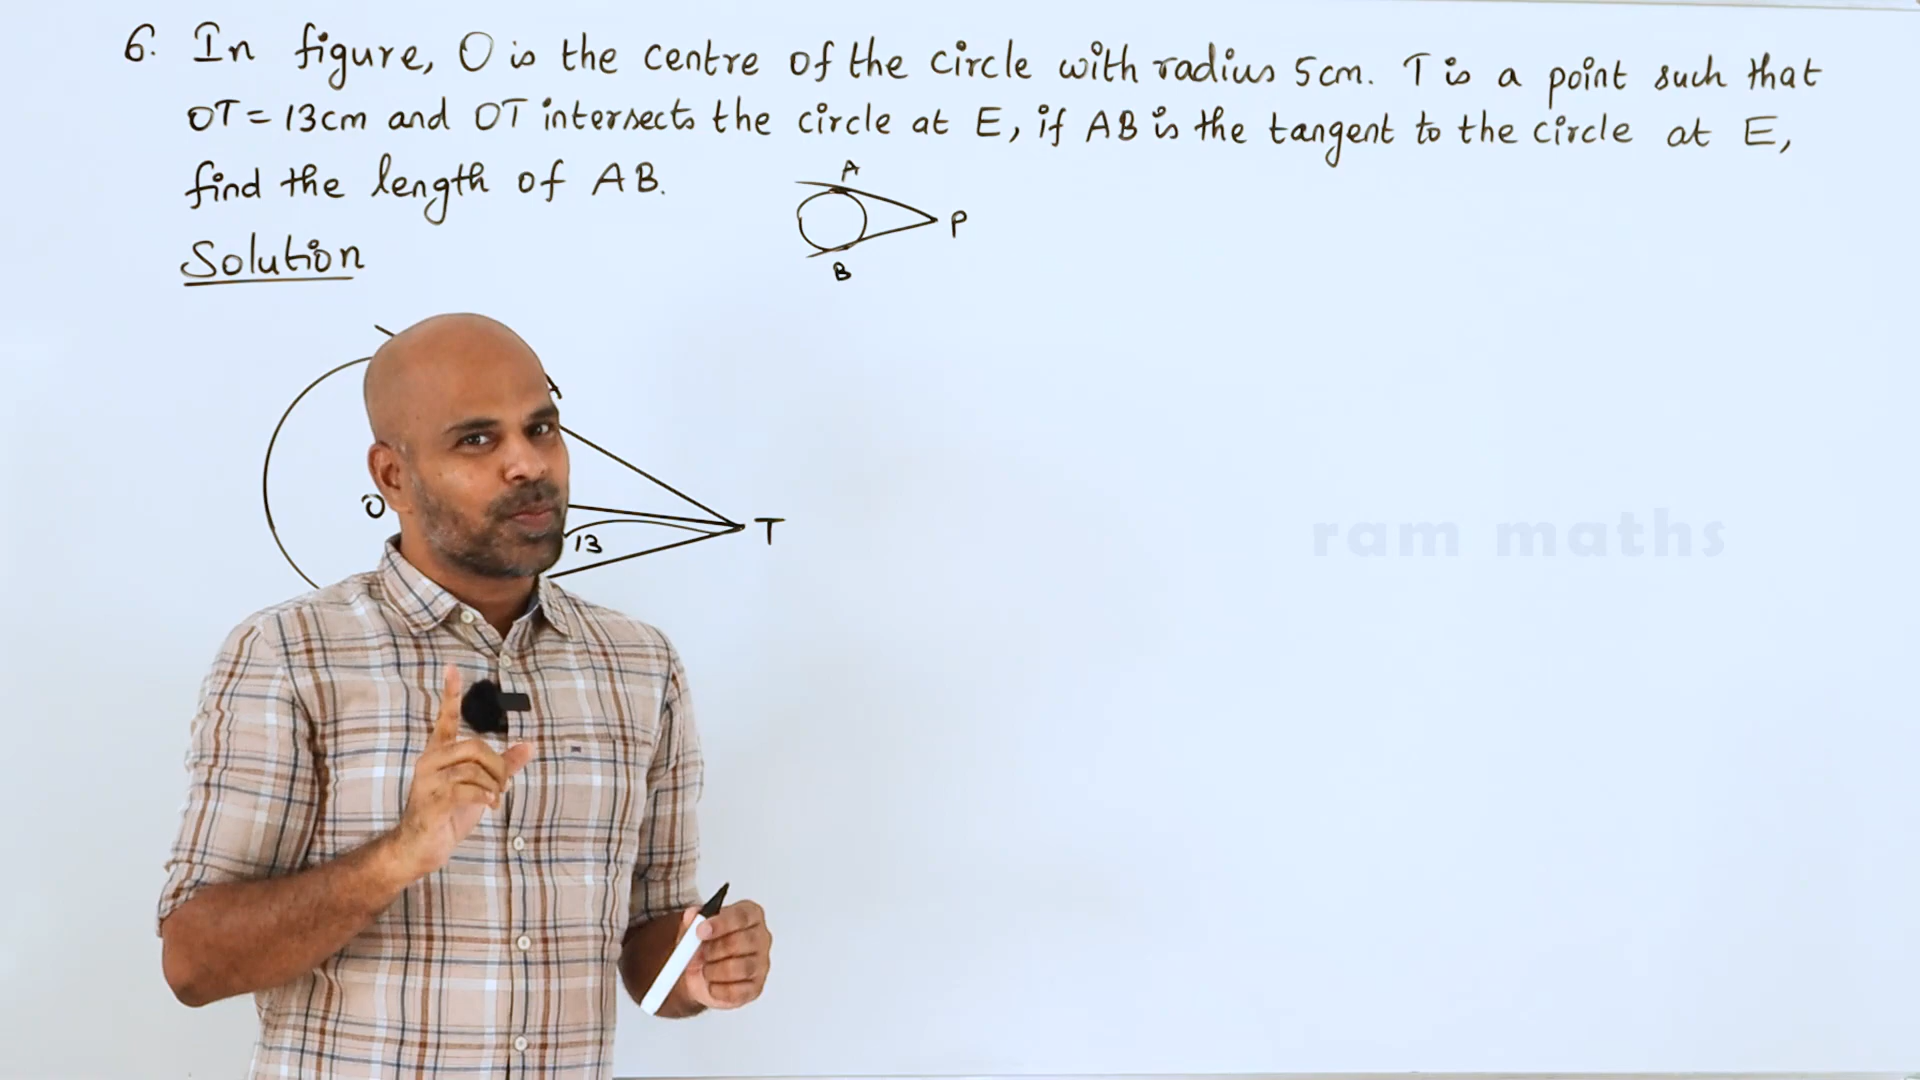 6. In figure, O is the centre of the circle with radius 5cm. T is a point such that
OT = 13cm and OT intersects the circle at E, if AB is the tangent to the circle at E,
find the length of AB.
A
P
B
Solution
A
O
T
13
ram maths